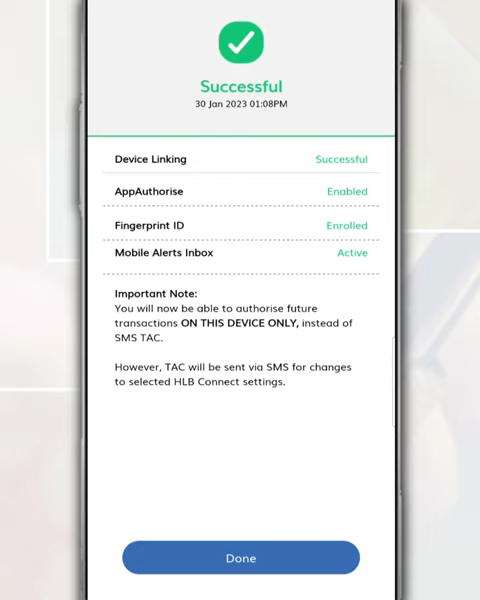 Successful
30 Jan 2023 01:08PM
Device Linking Successful
AppAuthorise Enabled
Fingerprint ID Enrolled
Mobile Alerts Inbox Active
Important Note:
You will now be able to authorise future
transactions ON THIS DEVICE ONLY, instead of
SMS TAC.
However, TAC will be sent via SMS for changes
to selected HLB Connect settings.
Done